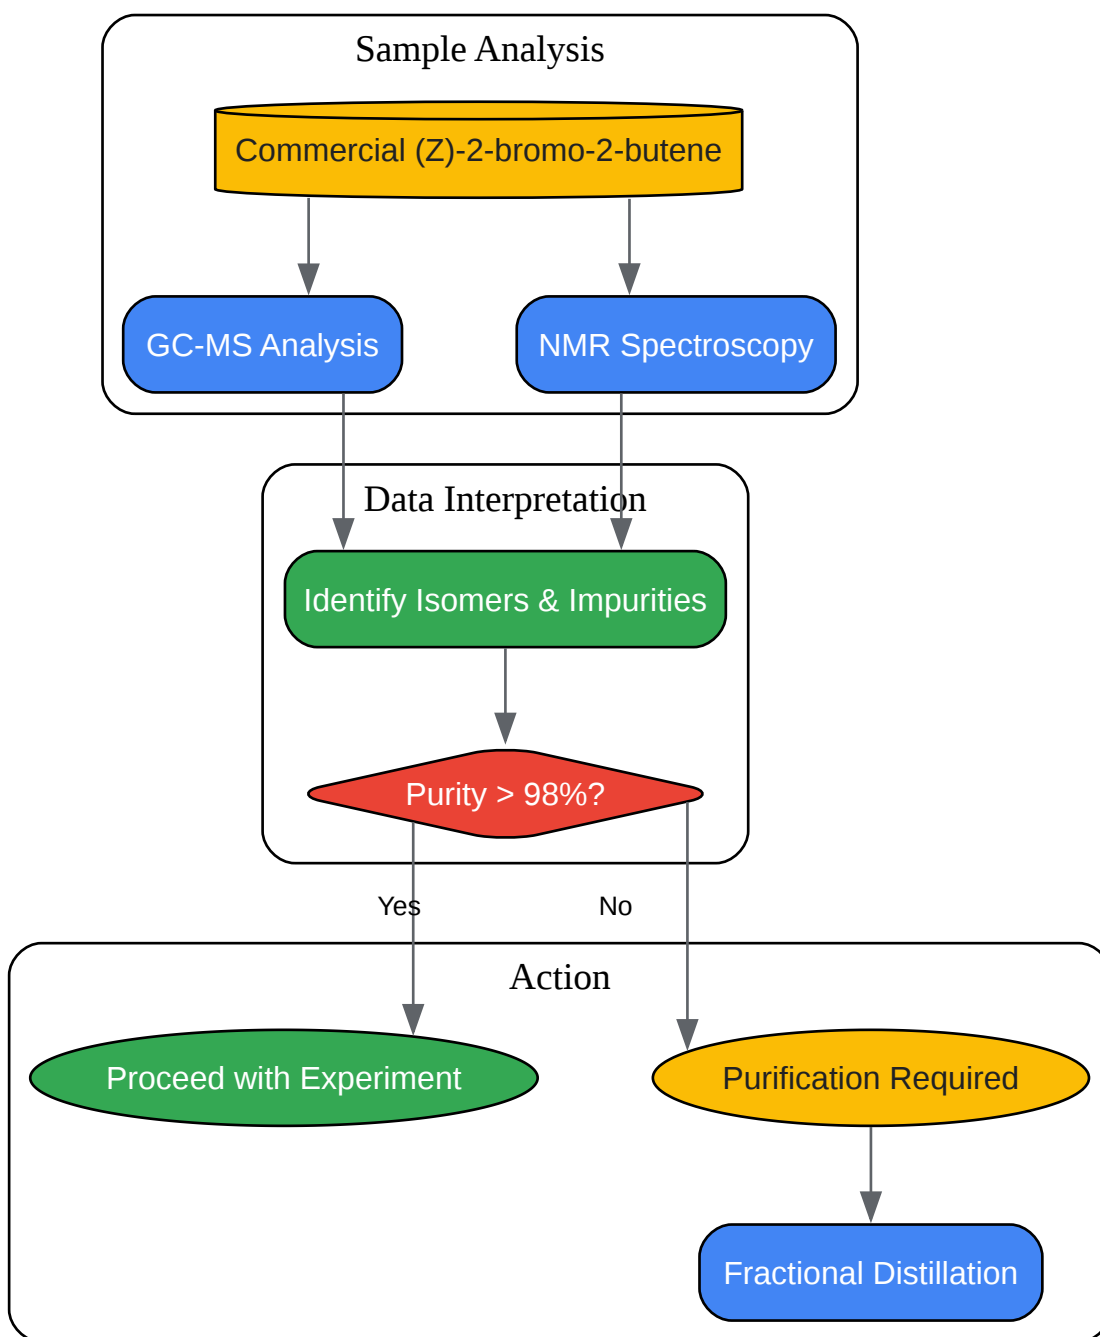 Sample Analysis
Commercial (Z)-2-bromo-2-butene
GC-MS Analysis
NMR Spectroscopy
Data Interpretation
Identify Isomers & Impurities
Purity > 98%?
Yes
No
Action
Proceed with Experiment
Purification Required
Fractional Distillation